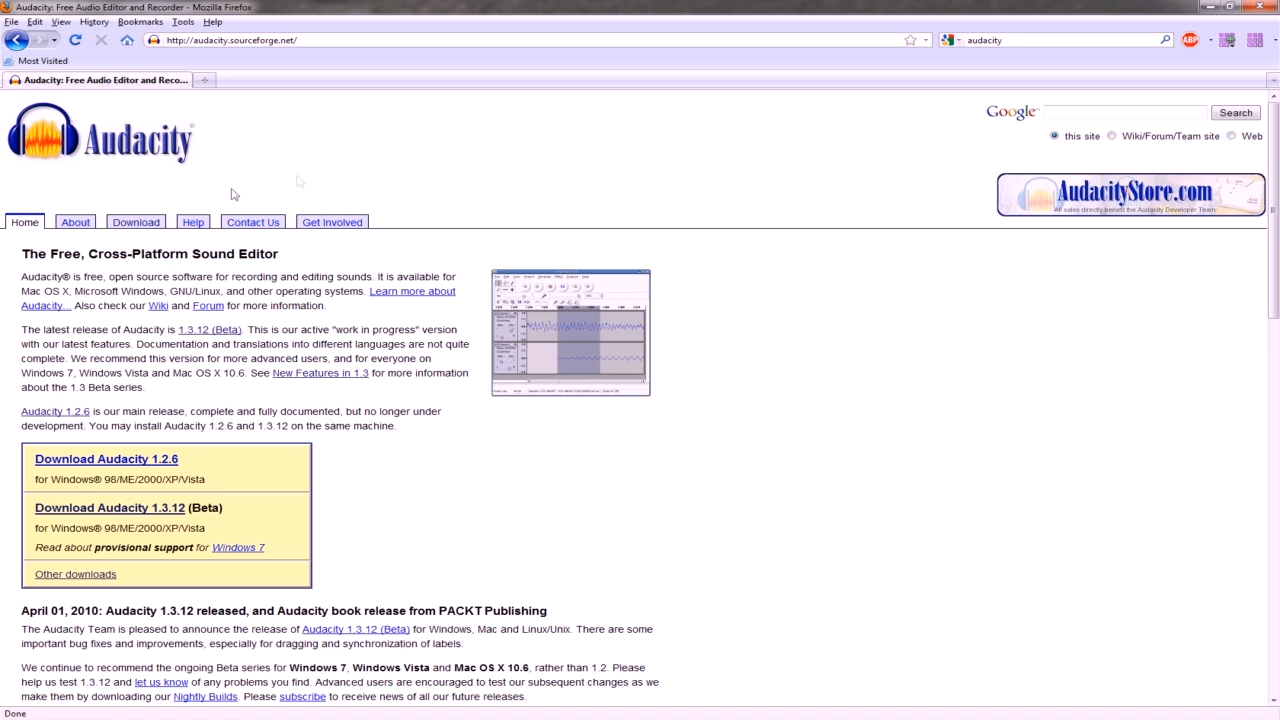 Audacity: Free Audio Editor and Recorder - Mozilla Firefox
File Edit View History Bookmarks Tools Help
http://audacity.sourceforge.net/
audacity
ABP
Most Visited
Audacity: Free Audio Editor and Reco...
Audacity
Google
Search
this site Wiki/Forum/Team site Web
AudacityStore.com
All sales directly benefit the Audacity Developer Team
Home About Download Help Contact Us Get Involved
The Free, Cross-Platform Sound Editor
Audacity® is free, open source software for recording and editing sounds. It is available for
Mac OS X, Microsoft Windows, GNU/Linux, and other operating systems. Learn more about
Audacity... Also check our Wiki and Forum for more information.
The latest release of Audacity is 1.3.12 (Beta). This is our active "work in progress" version
with our latest features. Documentation and translations into different languages are not quite
complete. We recommend this version for more advanced users, and for everyone on
Windows 7, Windows Vista and Mac OS X 10.6. See New Features in 1.3 for more information
about the 1.3 Beta series.
Audacity 1.2.6 is our main release, complete and fully documented, but no longer under
development. You may install Audacity 1.2.6 and 1.3.12 on the same machine.
Download Audacity 1.2.6
for Windows® 98/ME/2000/XP/Vista
Download Audacity 1.3.12 (Beta)
for Windows® 98/ME/2000/XP/Vista
Read about provisional support for Windows 7
Other downloads
April 01, 2010: Audacity 1.3.12 released, and Audacity book release from PACKT Publishing
The Audacity Team is pleased to announce the release of Audacity 1.3.12 (Beta) for Windows, Mac and Linux/Unix. There are some
important bug fixes and improvements, especially for dragging and synchronization of labels.
We continue to recommend the ongoing Beta series for Windows 7, Windows Vista and Mac OS X 10.6, rather than 1.2. Please
help us test 1.3.12 and let us know of any problems you find. Advanced users are encouraged to test our subsequent changes as we
make them by downloading our Nightly Builds. Please subscribe to receive news of all our future releases.
Done